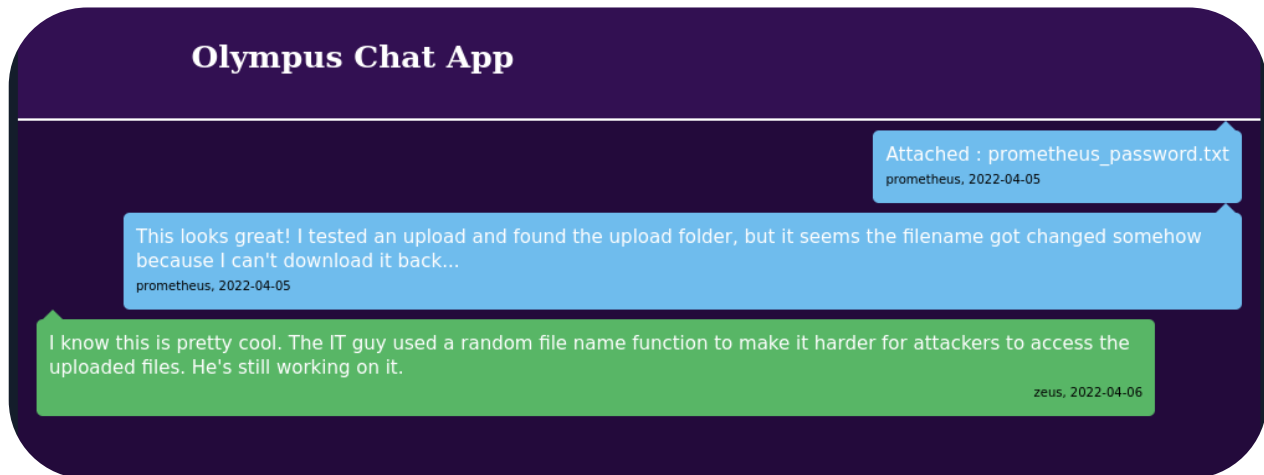 Olympus Chat App
Attached : prometheus_password.txt
prometheus, 2022-04-05
This looks great! I tested an upload and found the upload folder, but it seems the filename got changed somehow
because I can't download it back...
prometheus, 2022-04-05
I know this is pretty cool. The IT guy used a random file name function to make it harder for attackers to access the
uploaded files. He's still working on it.
zeus, 2022-04-06